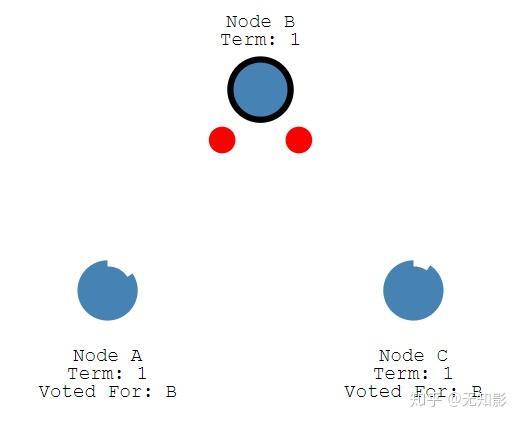 Node B
Term: 1
Node A
Term: 1
Voted For: B
Node C
Term: 1
Voted For: B
知乎 @无知影